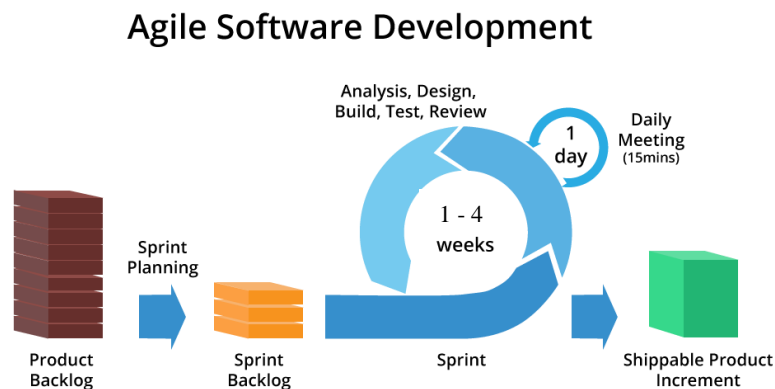 Agile Software Development
Analysis, Design,
Build, Test, Review
1
day
Daily
Meeting
(15mins)
1 - 4
weeks
Sprint
Planning
Product
Backlog
Sprint
Backlog
Sprint
Shippable Product
Increment